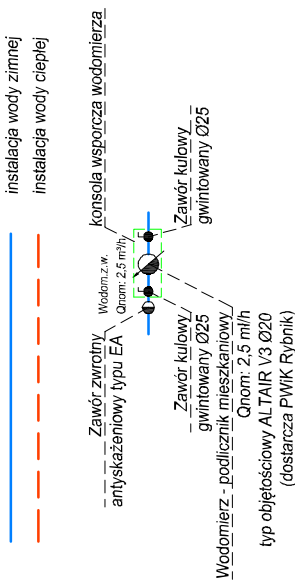 instalacja wody zimnej
instalacja wody ciepłej
konsola wsporcza wodomierza
Wodom.z.w.
Qnom: 2,5 m³/h
Zawór zwrotny
antyskażeniowy typu EA
Zawór kulowy
gwintowany Ø25
Zawór kulowy
gwintowany Ø25
Wodomierz - podlicznik mieszkaniowy
Qnom: 2,5 ml/h
typ objętościowy ALTAIR V3 Ø20
(dostarcza PWiK Rybnik)